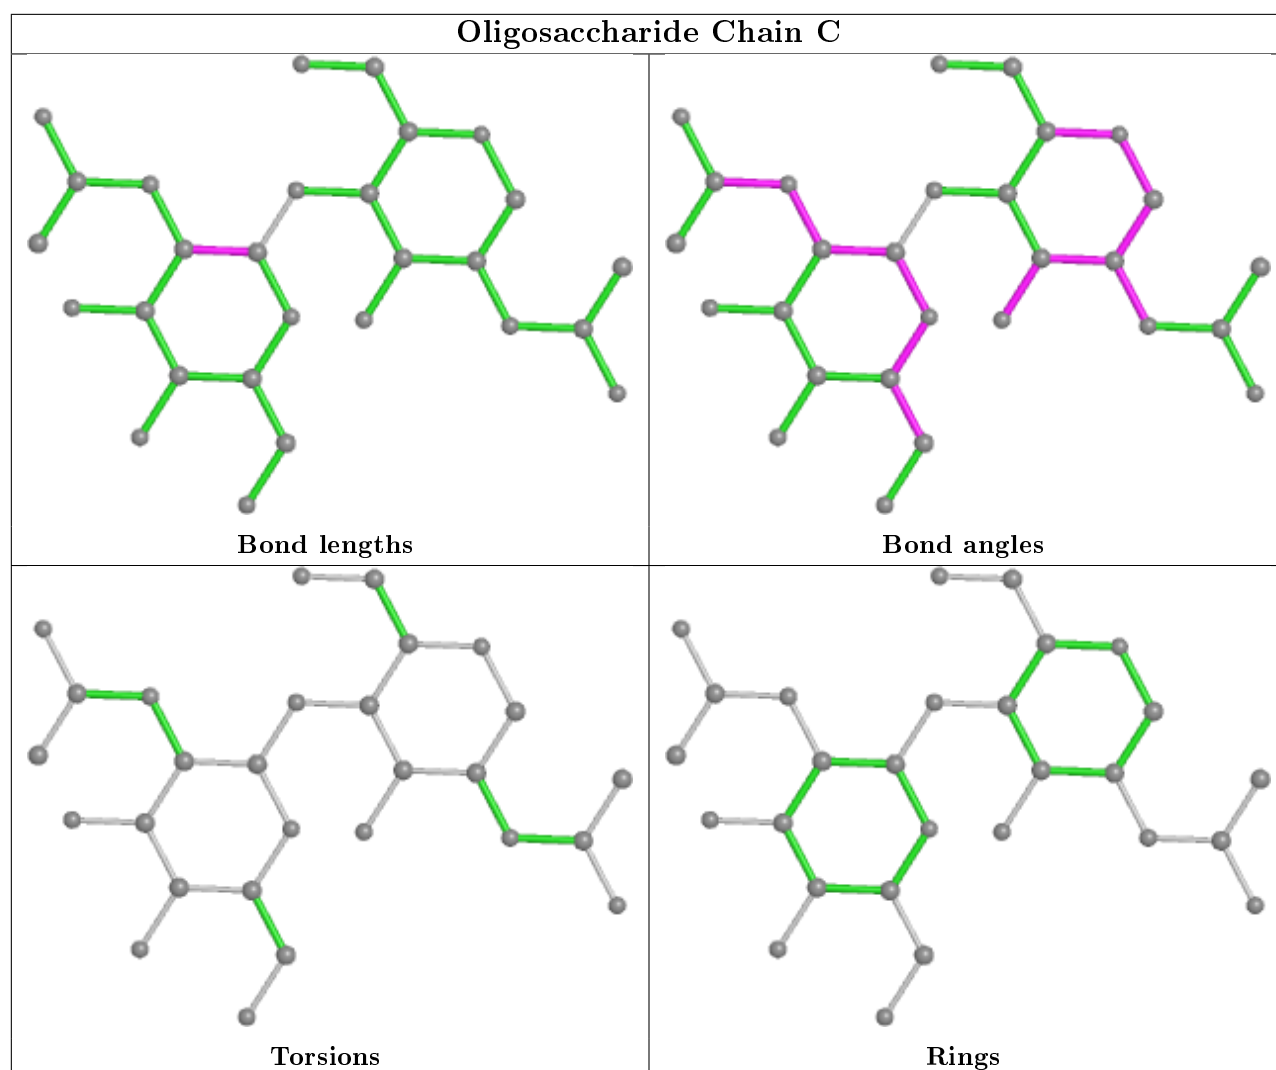 Oligosaccharide Chain C
Bond lengths
Bond angles
Torsions
Rings